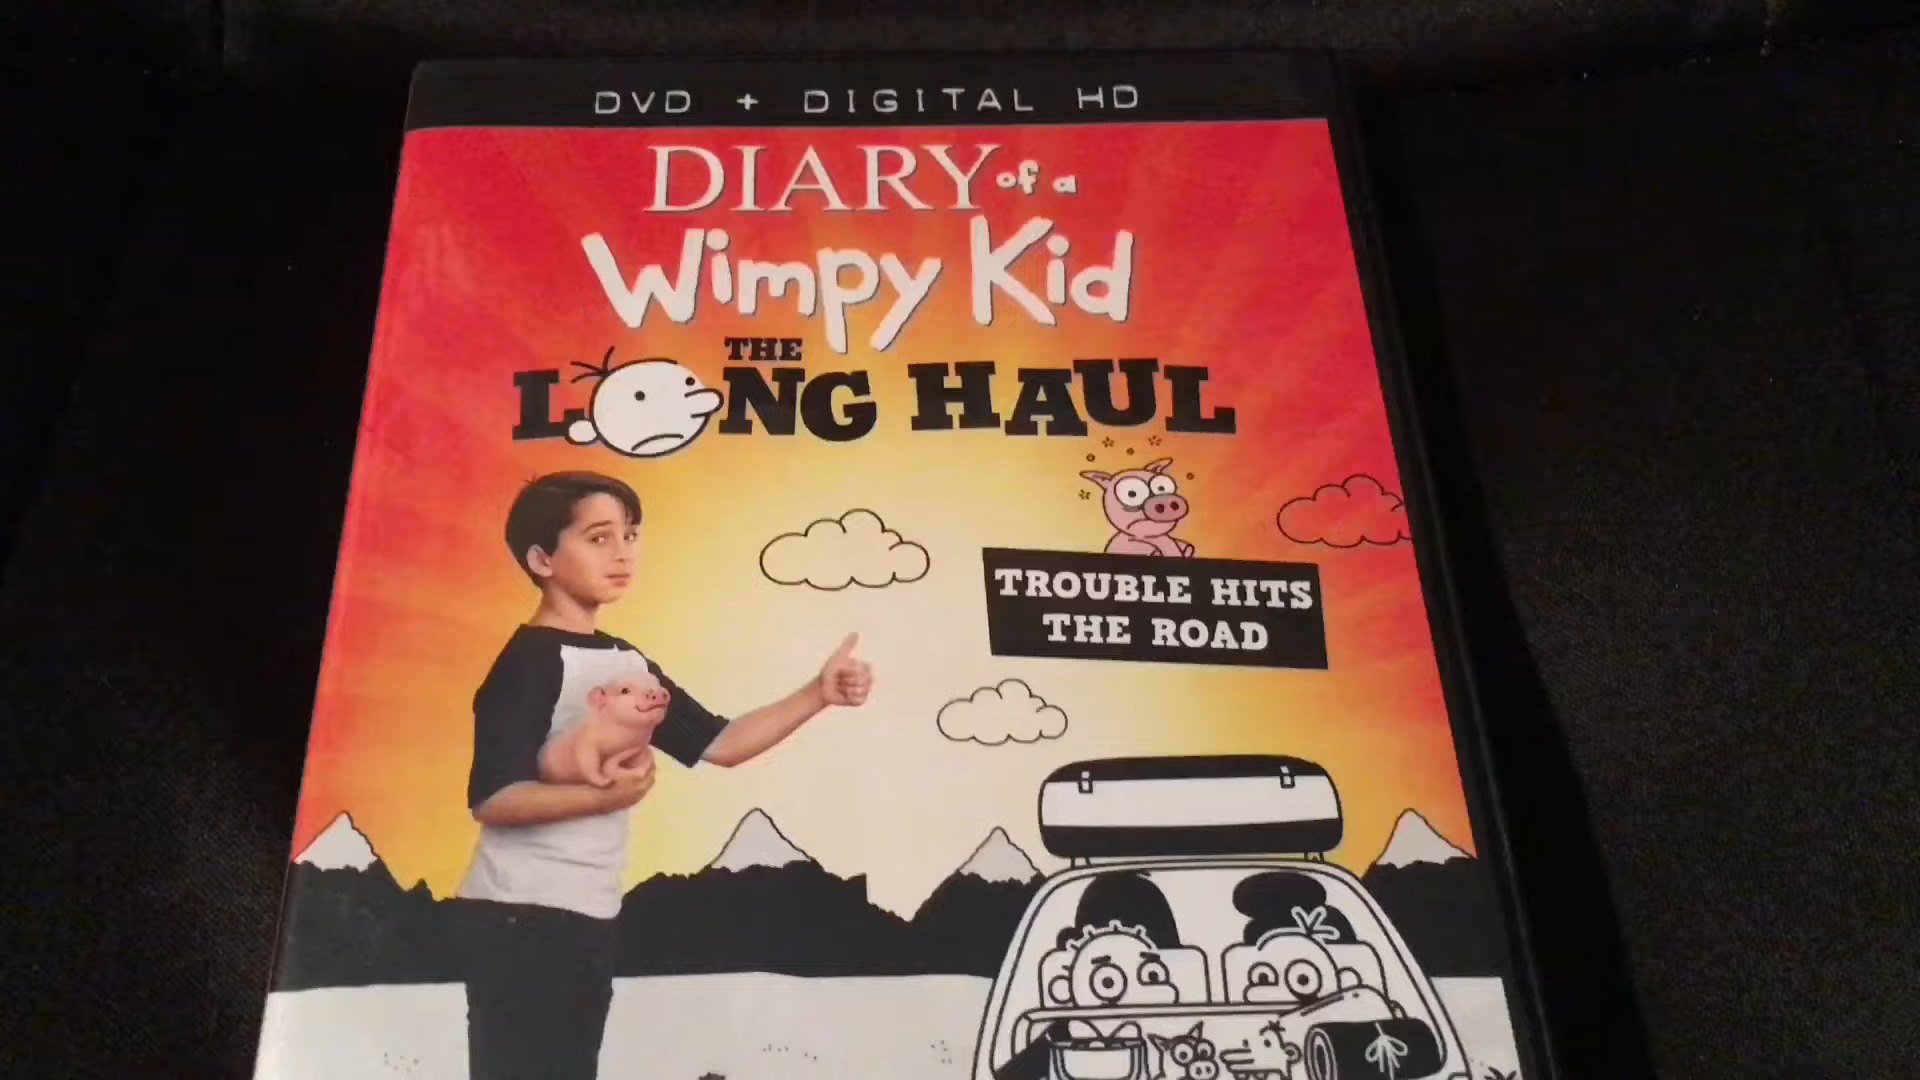 DVD + DIGITAL HD
DIARY of a
Wimpy Kid
THE
LONG HAUL
TROUBLE HITS
THE ROAD